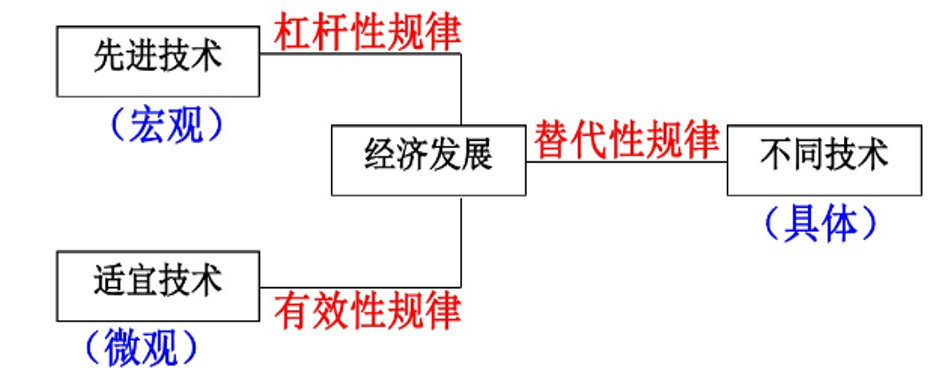 杠杆性规律
先进技术
（宏观）
经济发展
替代性规律
不同技术
（具体）
适宜技术
有效性规律
（微观）